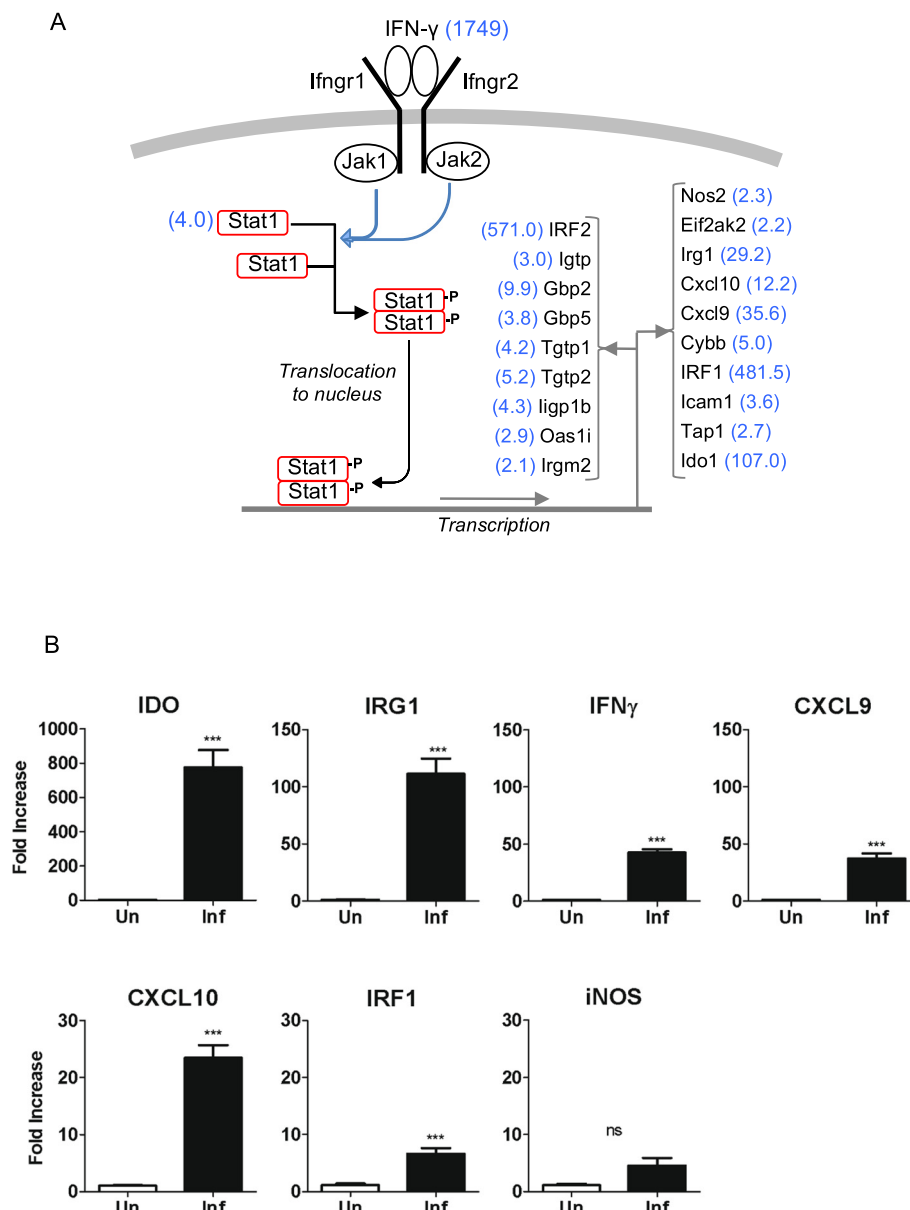 A
IFN-γ (1749)
Ifngr1
Ifngr2
Jak1
Jak2
(4.0) Stat1
Stat1
Stat1 -P
Stat1 -P
Translocation
to nucleus
Stat1 -P
Stat1 -P
Transcription
(571.0) IRF2
(3.0) Igtp
(9.9) Gbp2
(3.8) Gbp5
(4.2) Tgtp1
(5.2) Tgtp2
(4.3) Iigp1b
(2.9) Oas1i
(2.1) Irgm2
Nos2 (2.3)
Eif2ak2 (2.2)
Irg1 (29.2)
Cxcl10 (12.2)
Cxcl9 (35.6)
Cybb (5.0)
IRF1 (481.5)
Icam1 (3.6)
Tap1 (2.7)
Ido1 (107.0)
B
IDO
Fold Increase
1000
800
600
400
200
0
***
Un Inf
IRG1
150
100
50
0
***
Un Inf
IFNγ
150
100
50
0
***
Un Inf
CXCL9
150
100
50
0
***
Un Inf
CXCL10
Fold Increase
30
20
10
0
***
Un Inf
IRF1
30
20
10
0
***
Un Inf
iNOS
30
20
10
0
ns
Un Inf